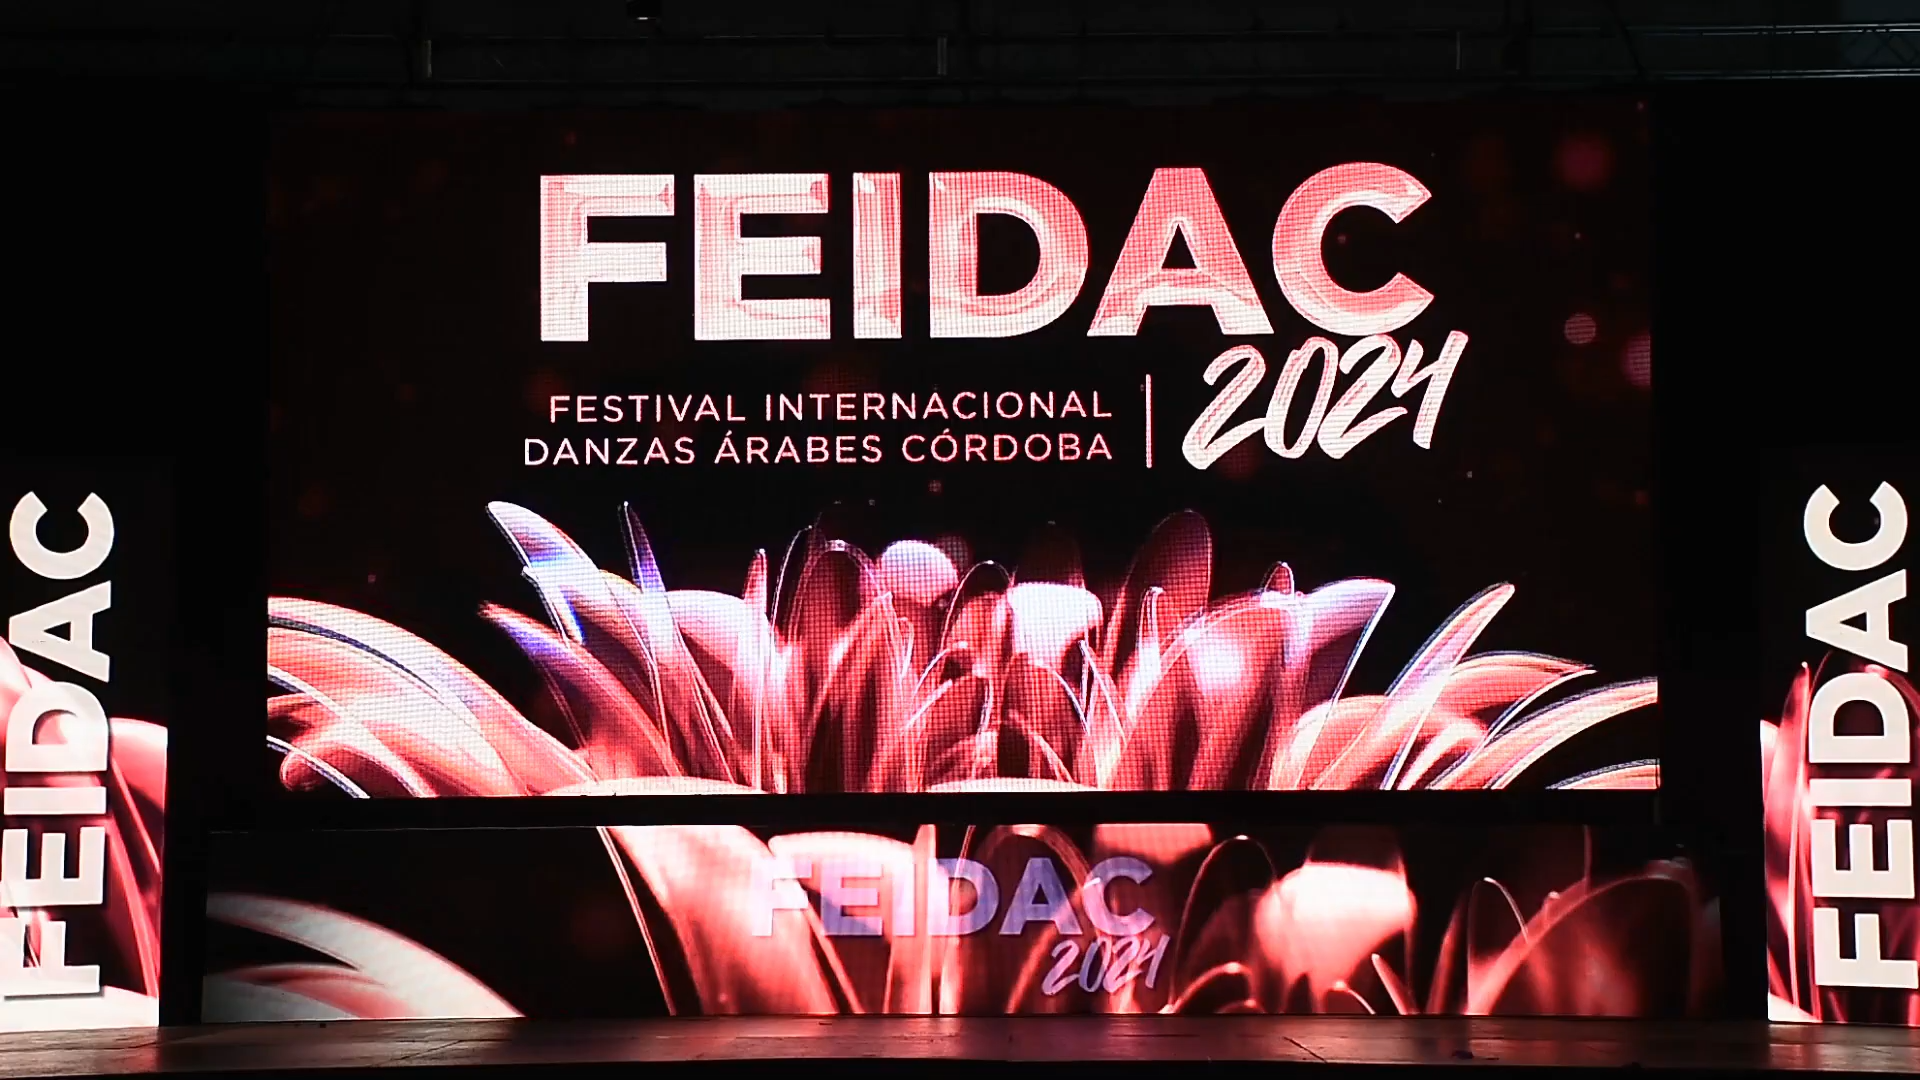 FEIDAC
FESTIVAL INTERNACIONAL
DANZAS ÁRABES CÓRDOBA
2024
FEIDAC
FEIDAC
FEIDAC
2024